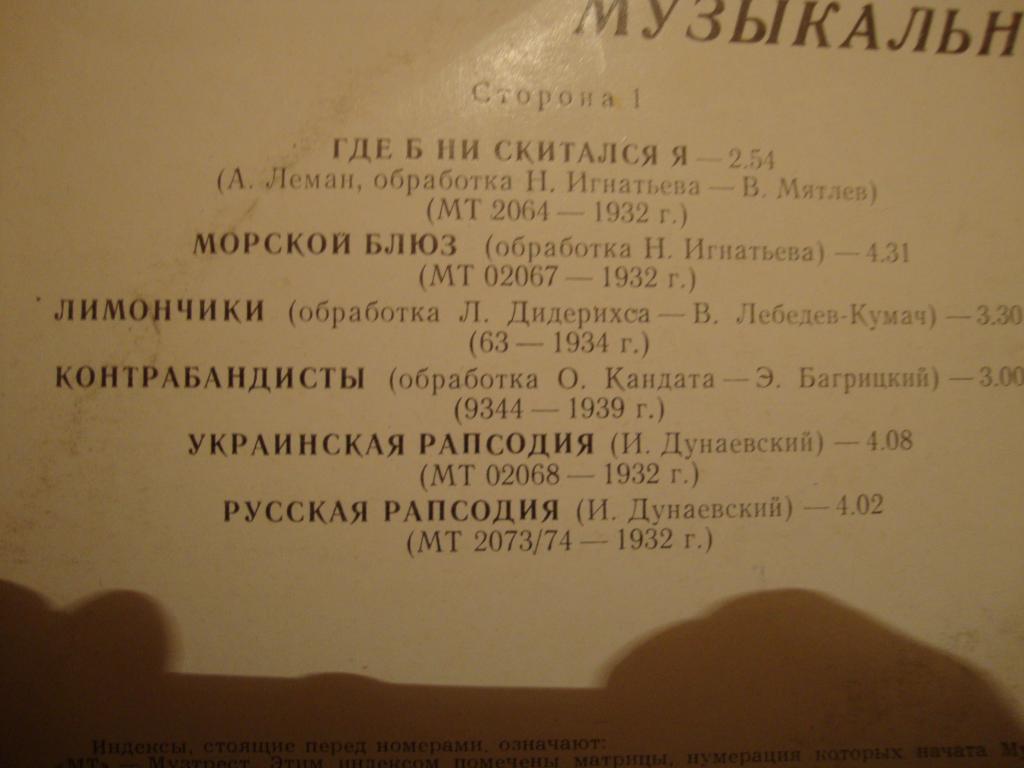 МУЗЫКАЛЬН
Сторона 1
ГДЕ Б НИ СКИТАЛСЯ Я — 2.54
(А. Леман, обработка Н. Игнатьева — В. Мятлев)
(МТ 2064 — 1932 г.)
МОРСКОЙ БЛЮЗ (обработка Н. Игнатьева) — 4.31
(МТ 02067 — 1932 г.)
ЛИМОНЧИКИ (обработка Л. Дидерихса — В. Лебедев-Кумач) — 3.30
(63 — 1934 г.)
КОНТРАБАНДИСТЫ (обработка О. Кандата — Э. Багрицкий) — 3.00
(9344 — 1939 г.)
УКРАИНСКАЯ РАПСОДИЯ (И. Дунаевский) — 4.08
(МТ 02068 — 1932 г.)
РУССКАЯ РАПСОДИЯ (И. Дунаевский) — 4.02
(МТ 2073/74 — 1932 г.)
Индексы, стоящие перед номерами, означают:
«МТ» — Музтрест. Этим индексом помечены матрицы, нумерация которых начата Му